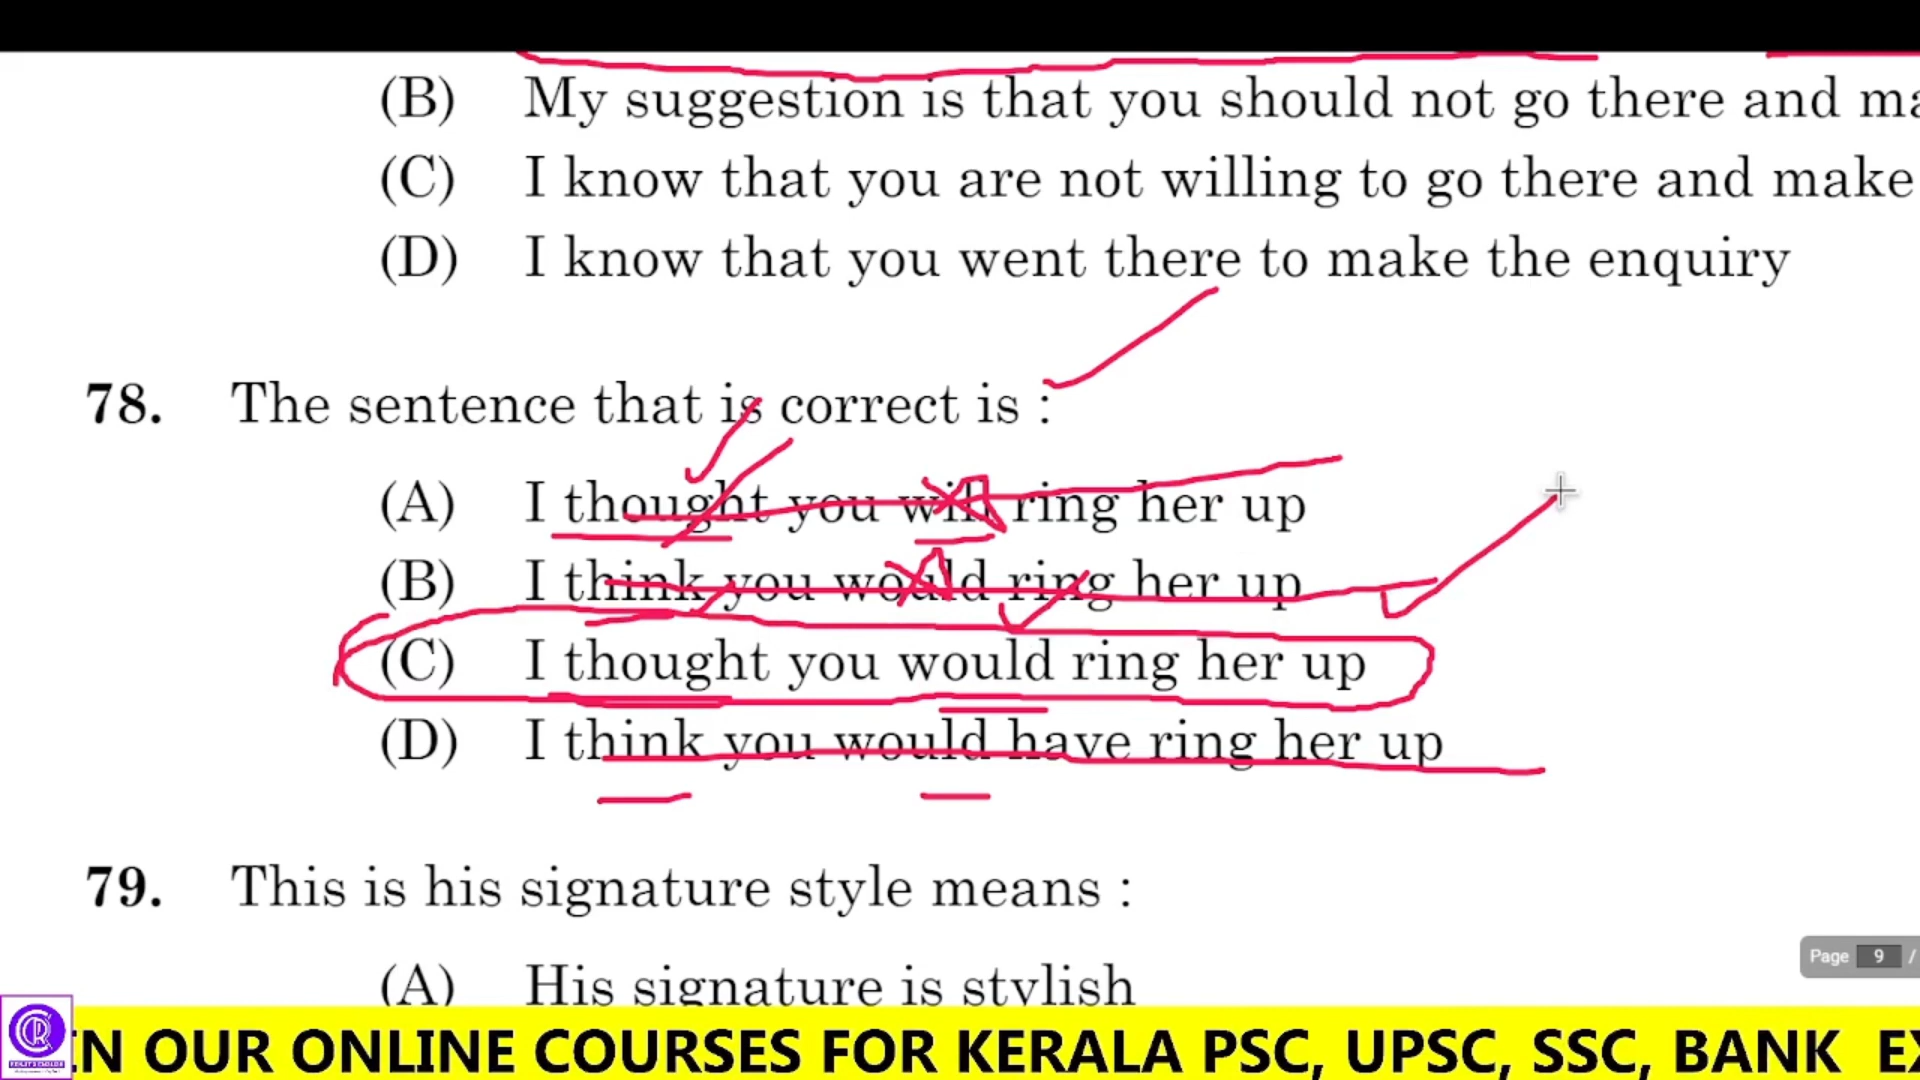 (B) My suggestion is that you should not go there and ma
(C) I know that you are not willing to go there and make
(D) I know that you went there to make the enquiry
78. The sentence that is correct is :
(A) I thought you will ring her up
(B) I think you would ring her up
(C) I thought you would ring her up
(D) I think you would have ring her up
79. This is his signature style means :
(A) His signature is stylish
Page 9 /
IN OUR ONLINE COURSES FOR KERALA PSC, UPSC, SSC, BANK EX